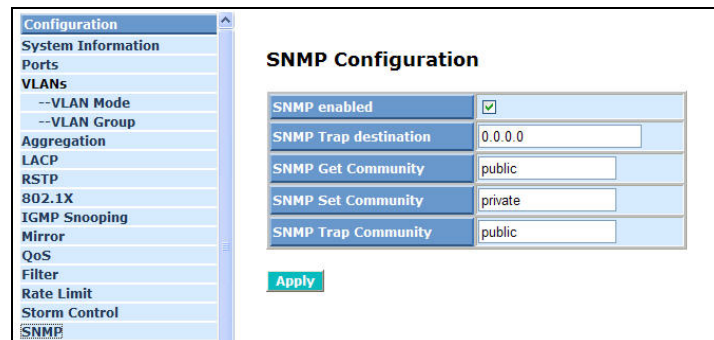 Configuration
System Information
Ports
VLANs
--VLAN Mode
--VLAN Group
Aggregation
LACP
RSTP
802.1X
IGMP Snooping
Mirror
QoS
Filter
Rate Limit
Storm Control
SNMP
SNMP Configuration
SNMP enabled
SNMP Trap destination 0.0.0.0
SNMP Get Community public
SNMP Set Community private
SNMP Trap Community public
Apply